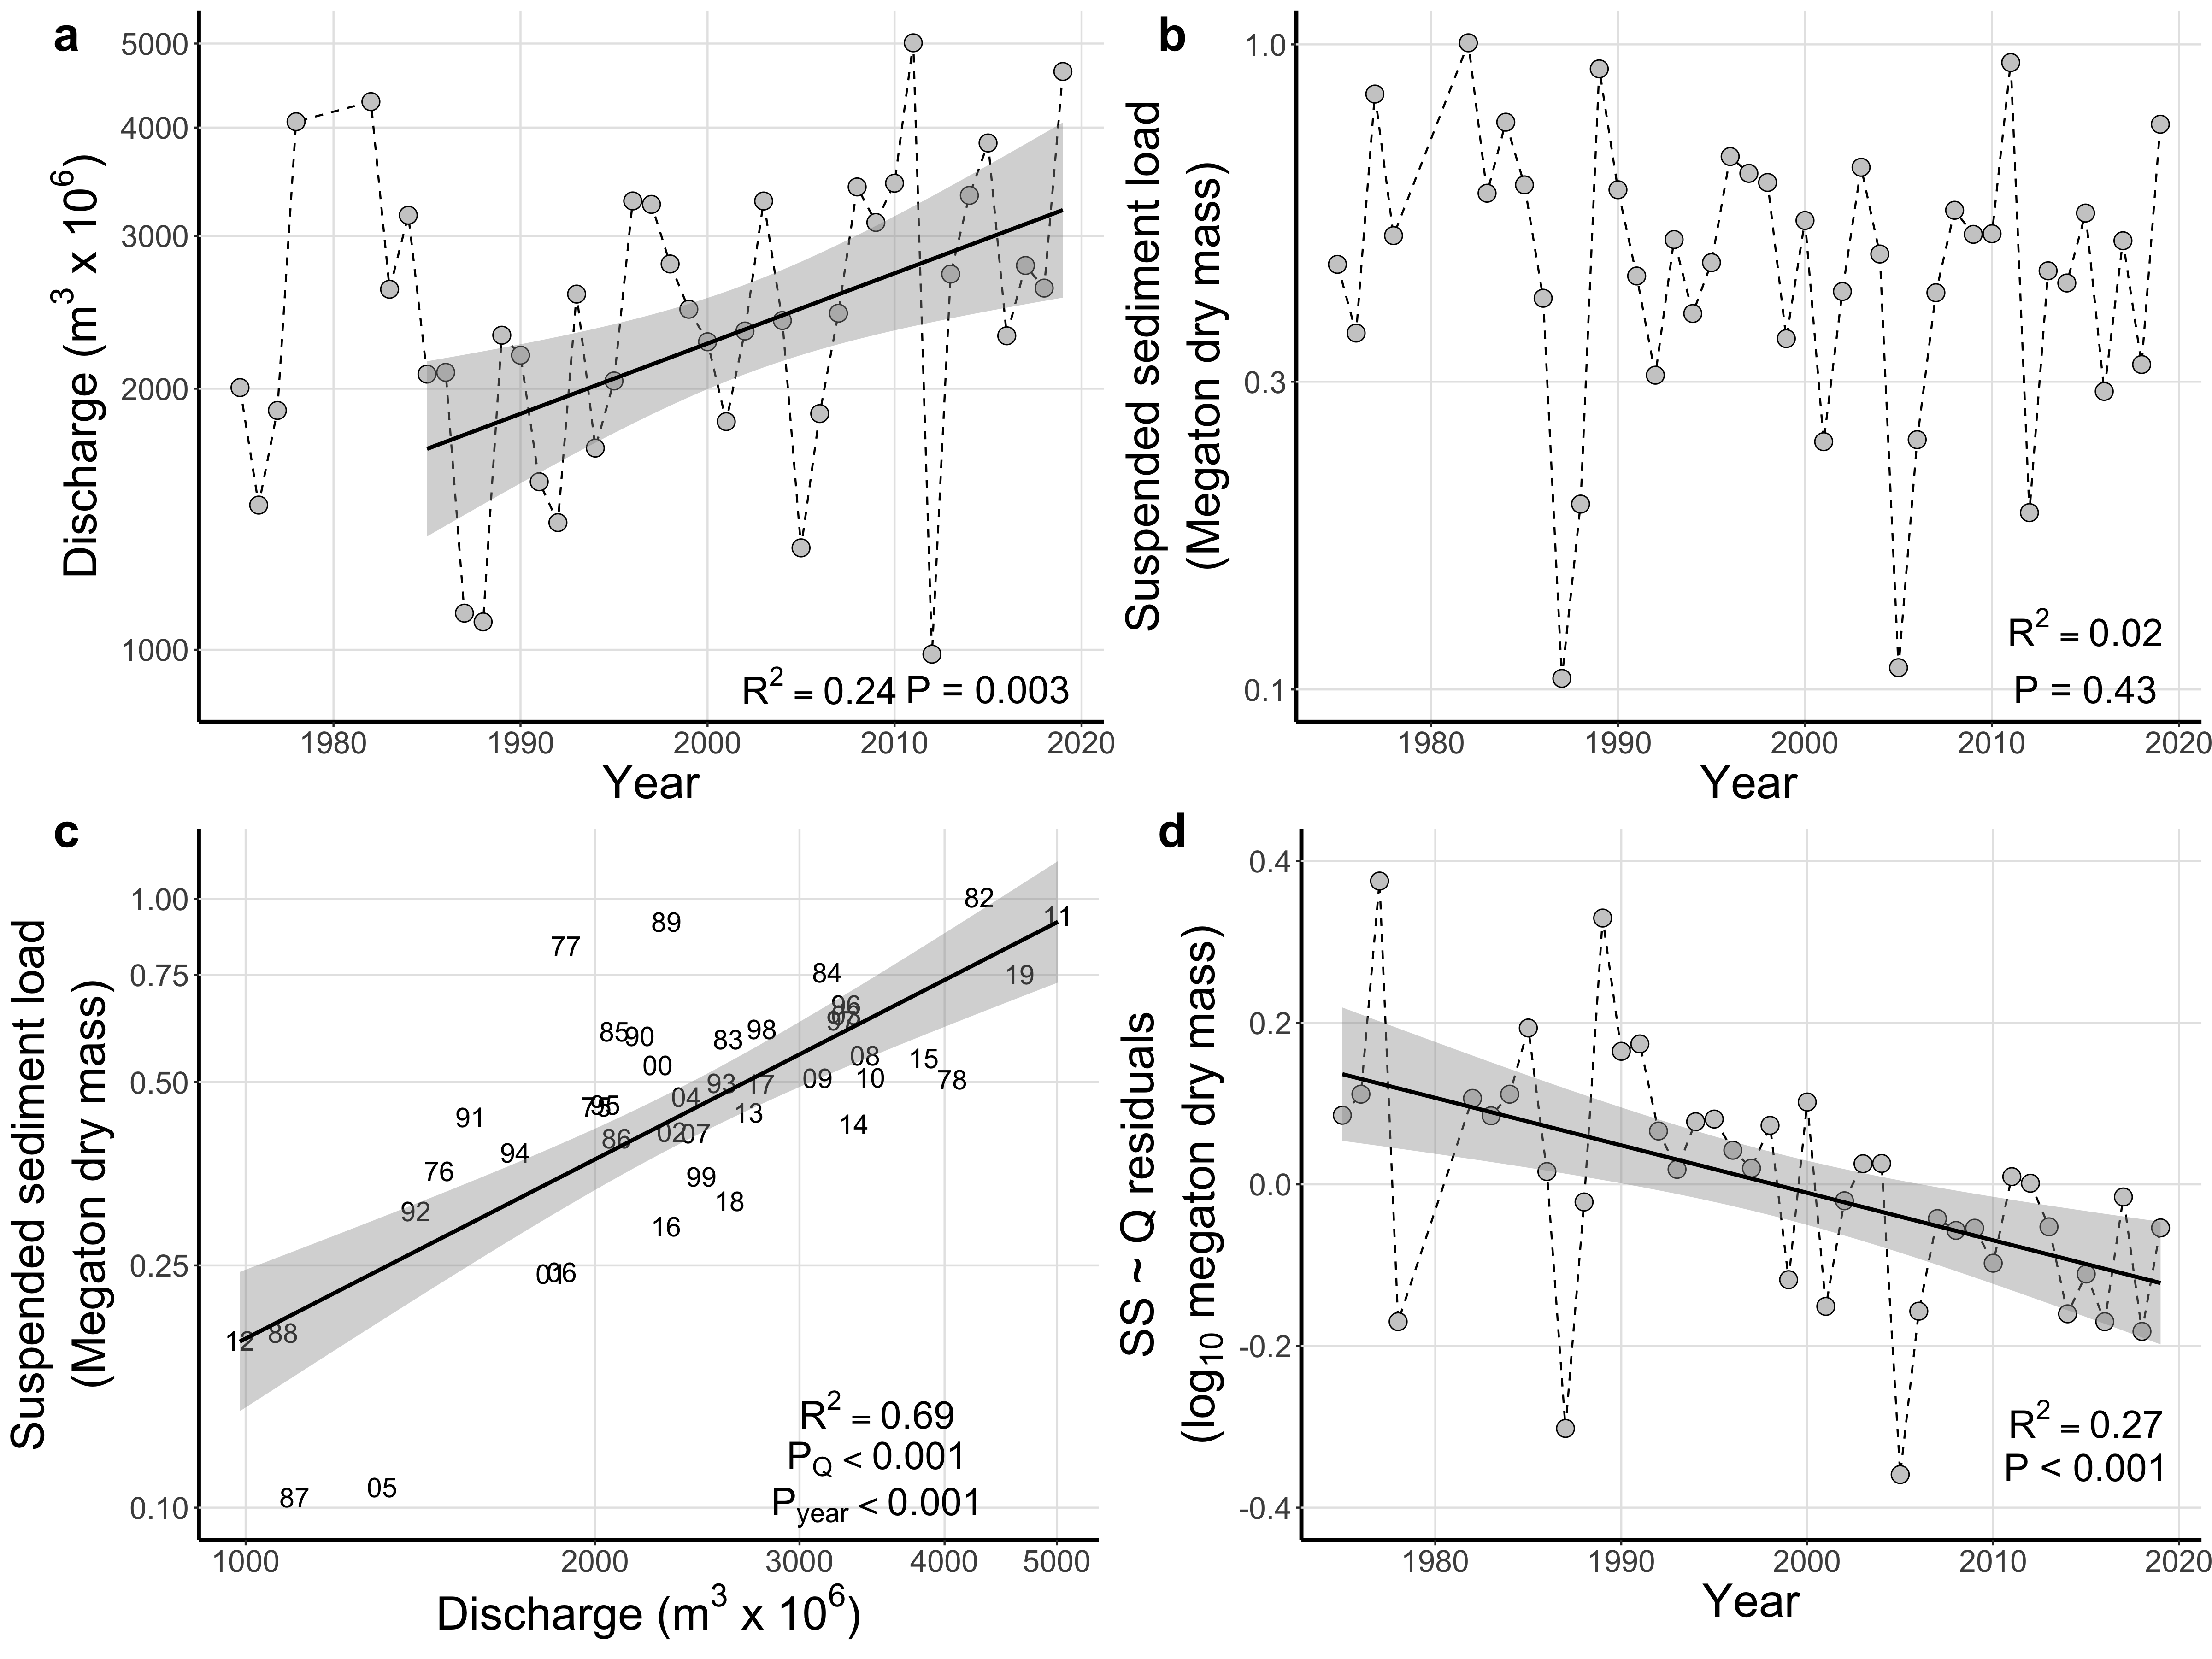 a
5000
4000
3000
2000
1000
Discharge (m³ x 10⁶)
R² = 0.24 P = 0.003
1980 1990 2000 2010 2020
Year
b
1.0
0.3
0.1
Suspended sediment load
(Megaton dry mass)
R² = 0.02
P = 0.43
1980 1990 2000 2010 2020
Year
c
1.00
0.75
0.50
0.25
0.10
Suspended sediment load
(Megaton dry mass)
82
11
89
77
84
19
96
97
85
90
83
98
00
08
15
09
10
78
93
17
04
95
13
91
14
86
02
07
94
76
99
18
92
16
01
06
12
88
05
87
R² = 0.69
P_Q < 0.001
P_year < 0.001
1000 2000 3000 4000 5000
Discharge (m³ x 10⁶)
d
0.4
0.2
0.0
-0.2
-0.4
SS ~ Q residuals
(log₁₀ megaton dry mass)
R² = 0.27
P < 0.001
1980 1990 2000 2010 2020
Year